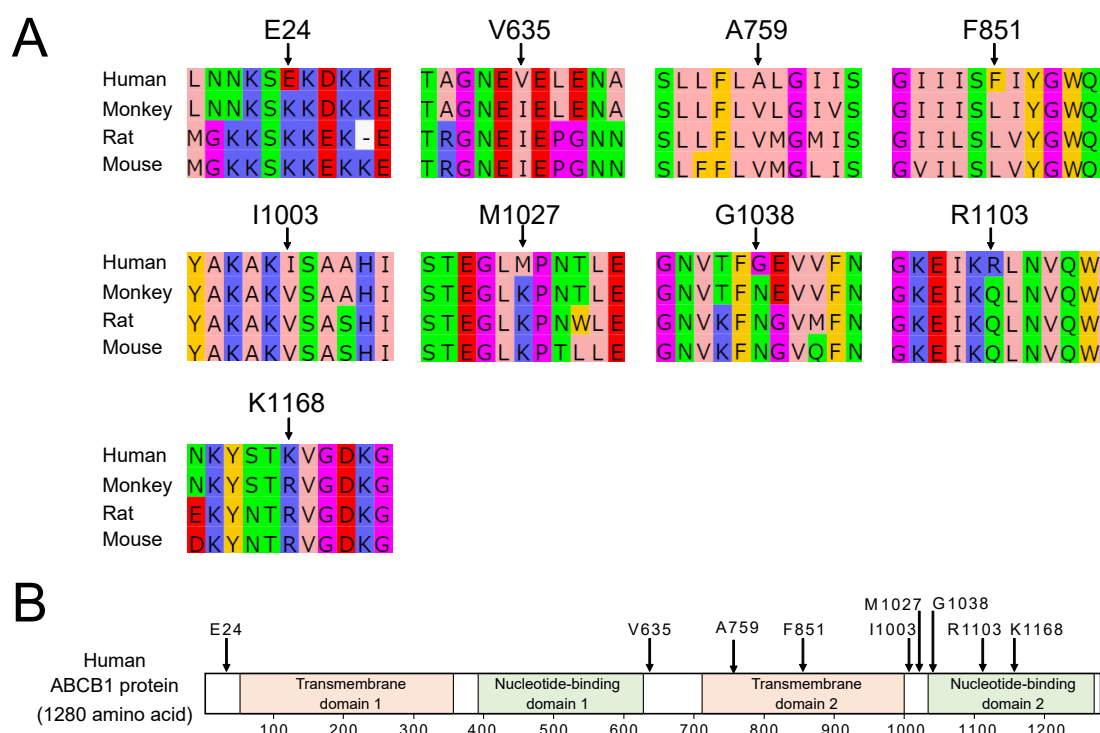 A
E24 V635 A759 F851
Human LNNKSEKDKKE TAGNEVELENA SLLFLALGIIS GIIISFIYGWQ
Monkey LNNKSKKDKKE TAGNEIELENA SLLFLVLGIVS GIIISLIYGWQ
Rat MGKKSKKEK-E TRGNEIEPGNN SLLFLVMGMIS GIILSLVYGWQ
Mouse MGKKSKKEKKE TRGNEIEPGNN SLFFLVMGLIS GVILSLVYGWQ
I1003 M1027 G1038 R1103
Human YAKAKISAAHI STEGLMPNTLE GNVTFGEVVFN GKEIKRLNVQW
Monkey YAKAKVSAAHI STEGLKPNTLE GNVTFNEVVFN GKEIKQLNVQW
Rat YAKAKVSASHI STEGLKPNWLE GNVKFNGVMFN GKEIKQLNVQW
Mouse YAKAKVSASHI STEGLKPTLLE GNVKFNGVQFN GKEIKQLNVQW
K1168
Human NKYSTKVGDKG
Monkey NKYSTRVGDKG
Rat EKYNTRVGDKG
Mouse DKYNTRVGDKG
B
M1027 G1038
E24 V635 A759 F851 I1003 R1103 K1168
Human
ABCB1 protein
(1280 amino acid)
Transmembrane
domain 1
Nucleotide-binding
domain 1
Transmembrane
domain 2
Nucleotide-binding
domain 2
100 200 300 400 500 600 700 800 900 1000 1100 1200